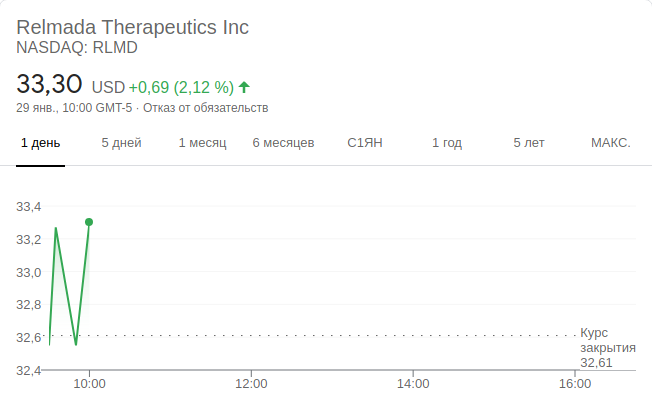 Relmada Therapeutics Inc
NASDAQ: RLMD
33,30 USD +0,69 (2,12 %)
29 янв., 10:00 GMT-5 · Отказ от обязательств
1 день 5 дней 1 месяц 6 месяцев С1ЯН 1 год 5 лет МАКС.
33,4
33,2
33,0
32,8
32,6
32,4
Курс
закрытия
32,61
10:00 12:00 14:00 16:00